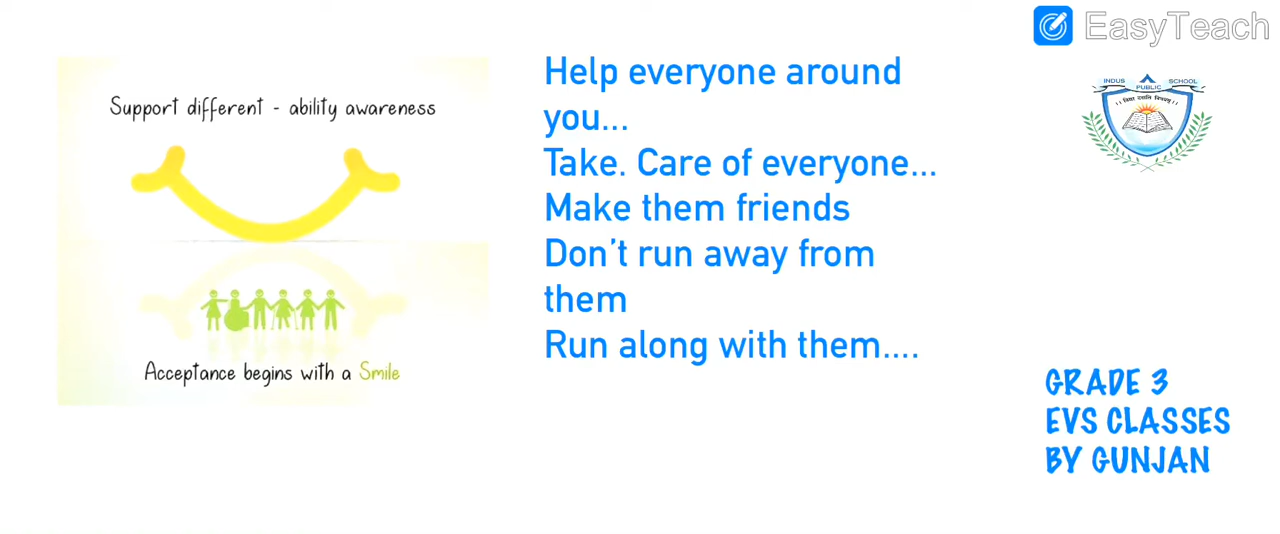 EasyTeach
Support different - ability awareness
Acceptance begins with a Smile
Help everyone around
you...
Take. Care of everyone...
Make them friends
Don't run away from
them
Run along with them....
INDUS PUBLIC SCHOOL
GRADE 3
EVS CLASSES
BY GUNJAN